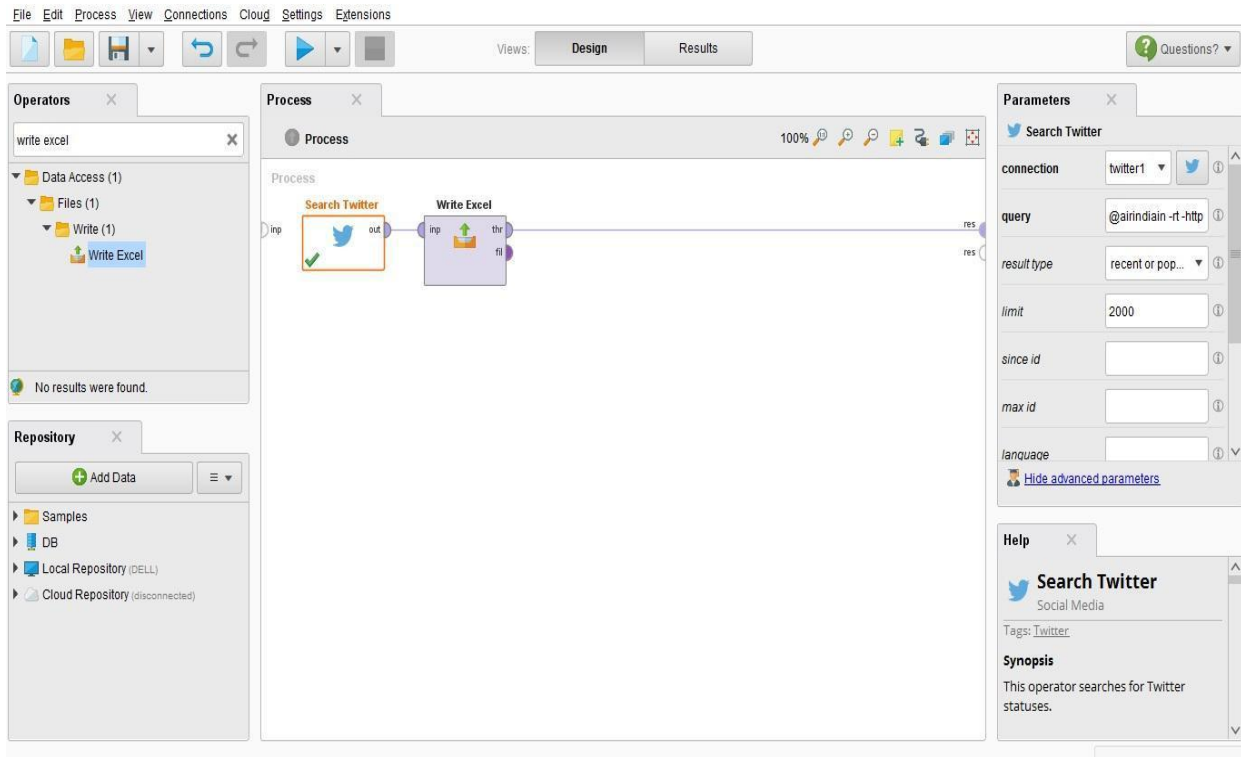 File Edit Process View Connections Cloud Settings Extensions
Views: Design Results
Questions?
Operators
write excel
Data Access (1)
Files (1)
Write (1)
Write Excel
No results were found.
Repository
Add Data
Samples
DB
Local Repository (DELL)
Cloud Repository (disconnected)
Process
Process
100%
Process
Search Twitter
inp
out
Write Excel
inp
thr
fil
res
res
Parameters
Search Twitter
connection twitter1
query @airindiain -rt -http
result type recent or pop...
limit 2000
since id
max id
language
Hide advanced parameters
Help
Search Twitter
Social Media
Tags: Twitter
Synopsis
This operator searches for Twitter
statuses.